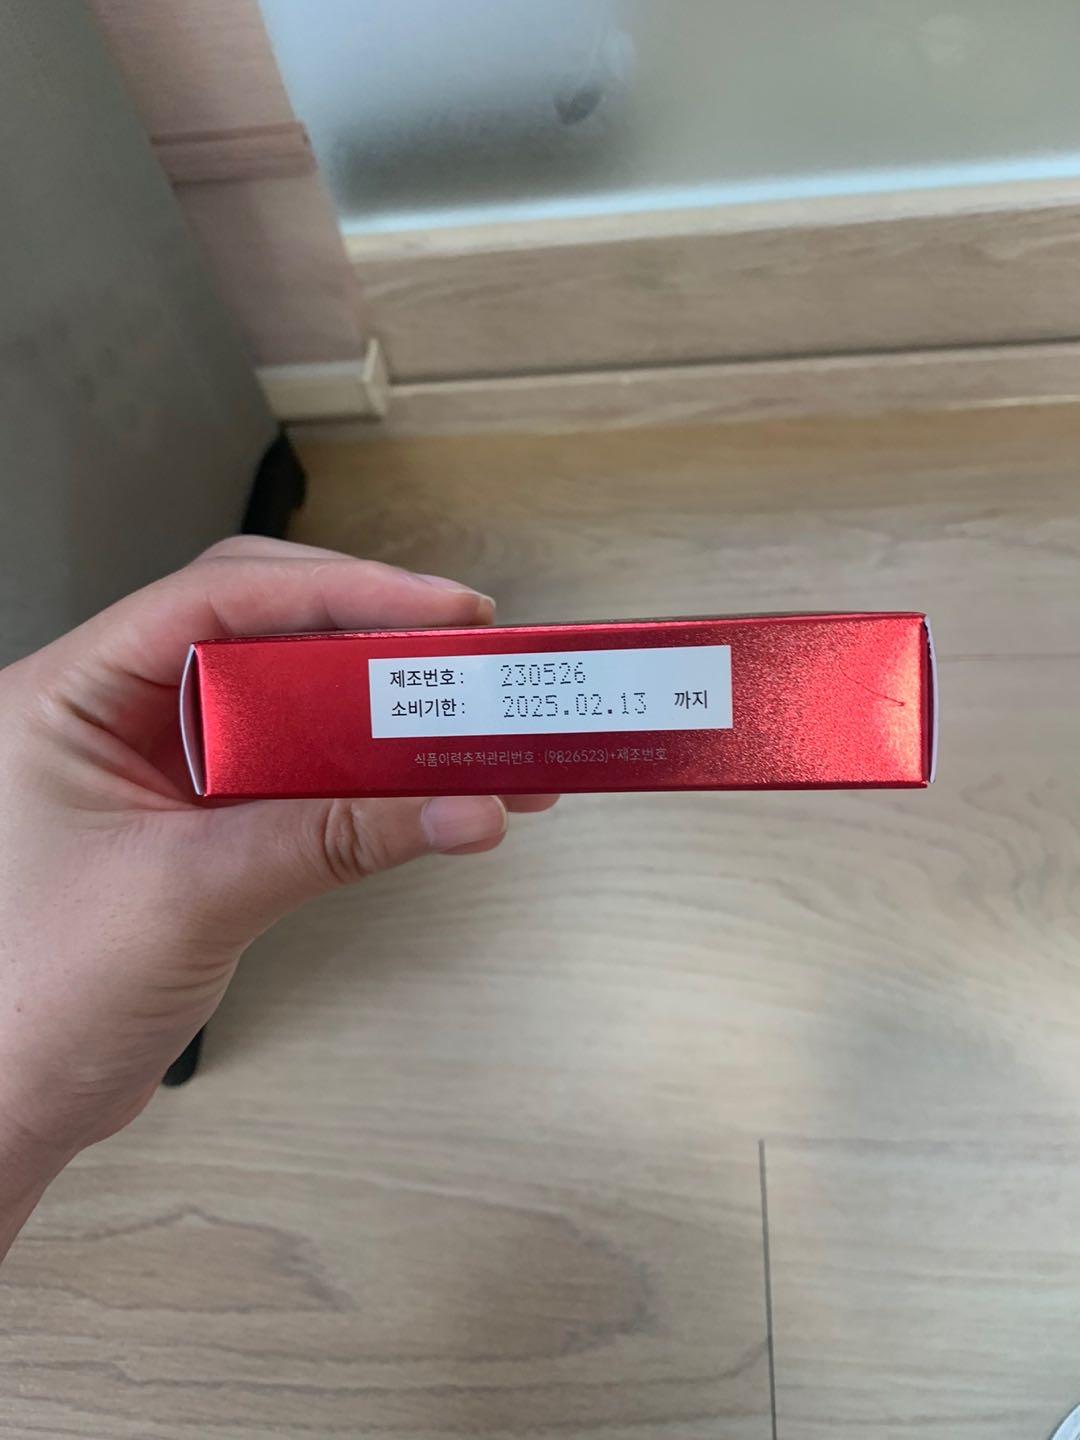 제조번호 : 230526
소비기한 : 2025.02.13 까지
식품이력추적관리번호 : (9826523)+제조번호